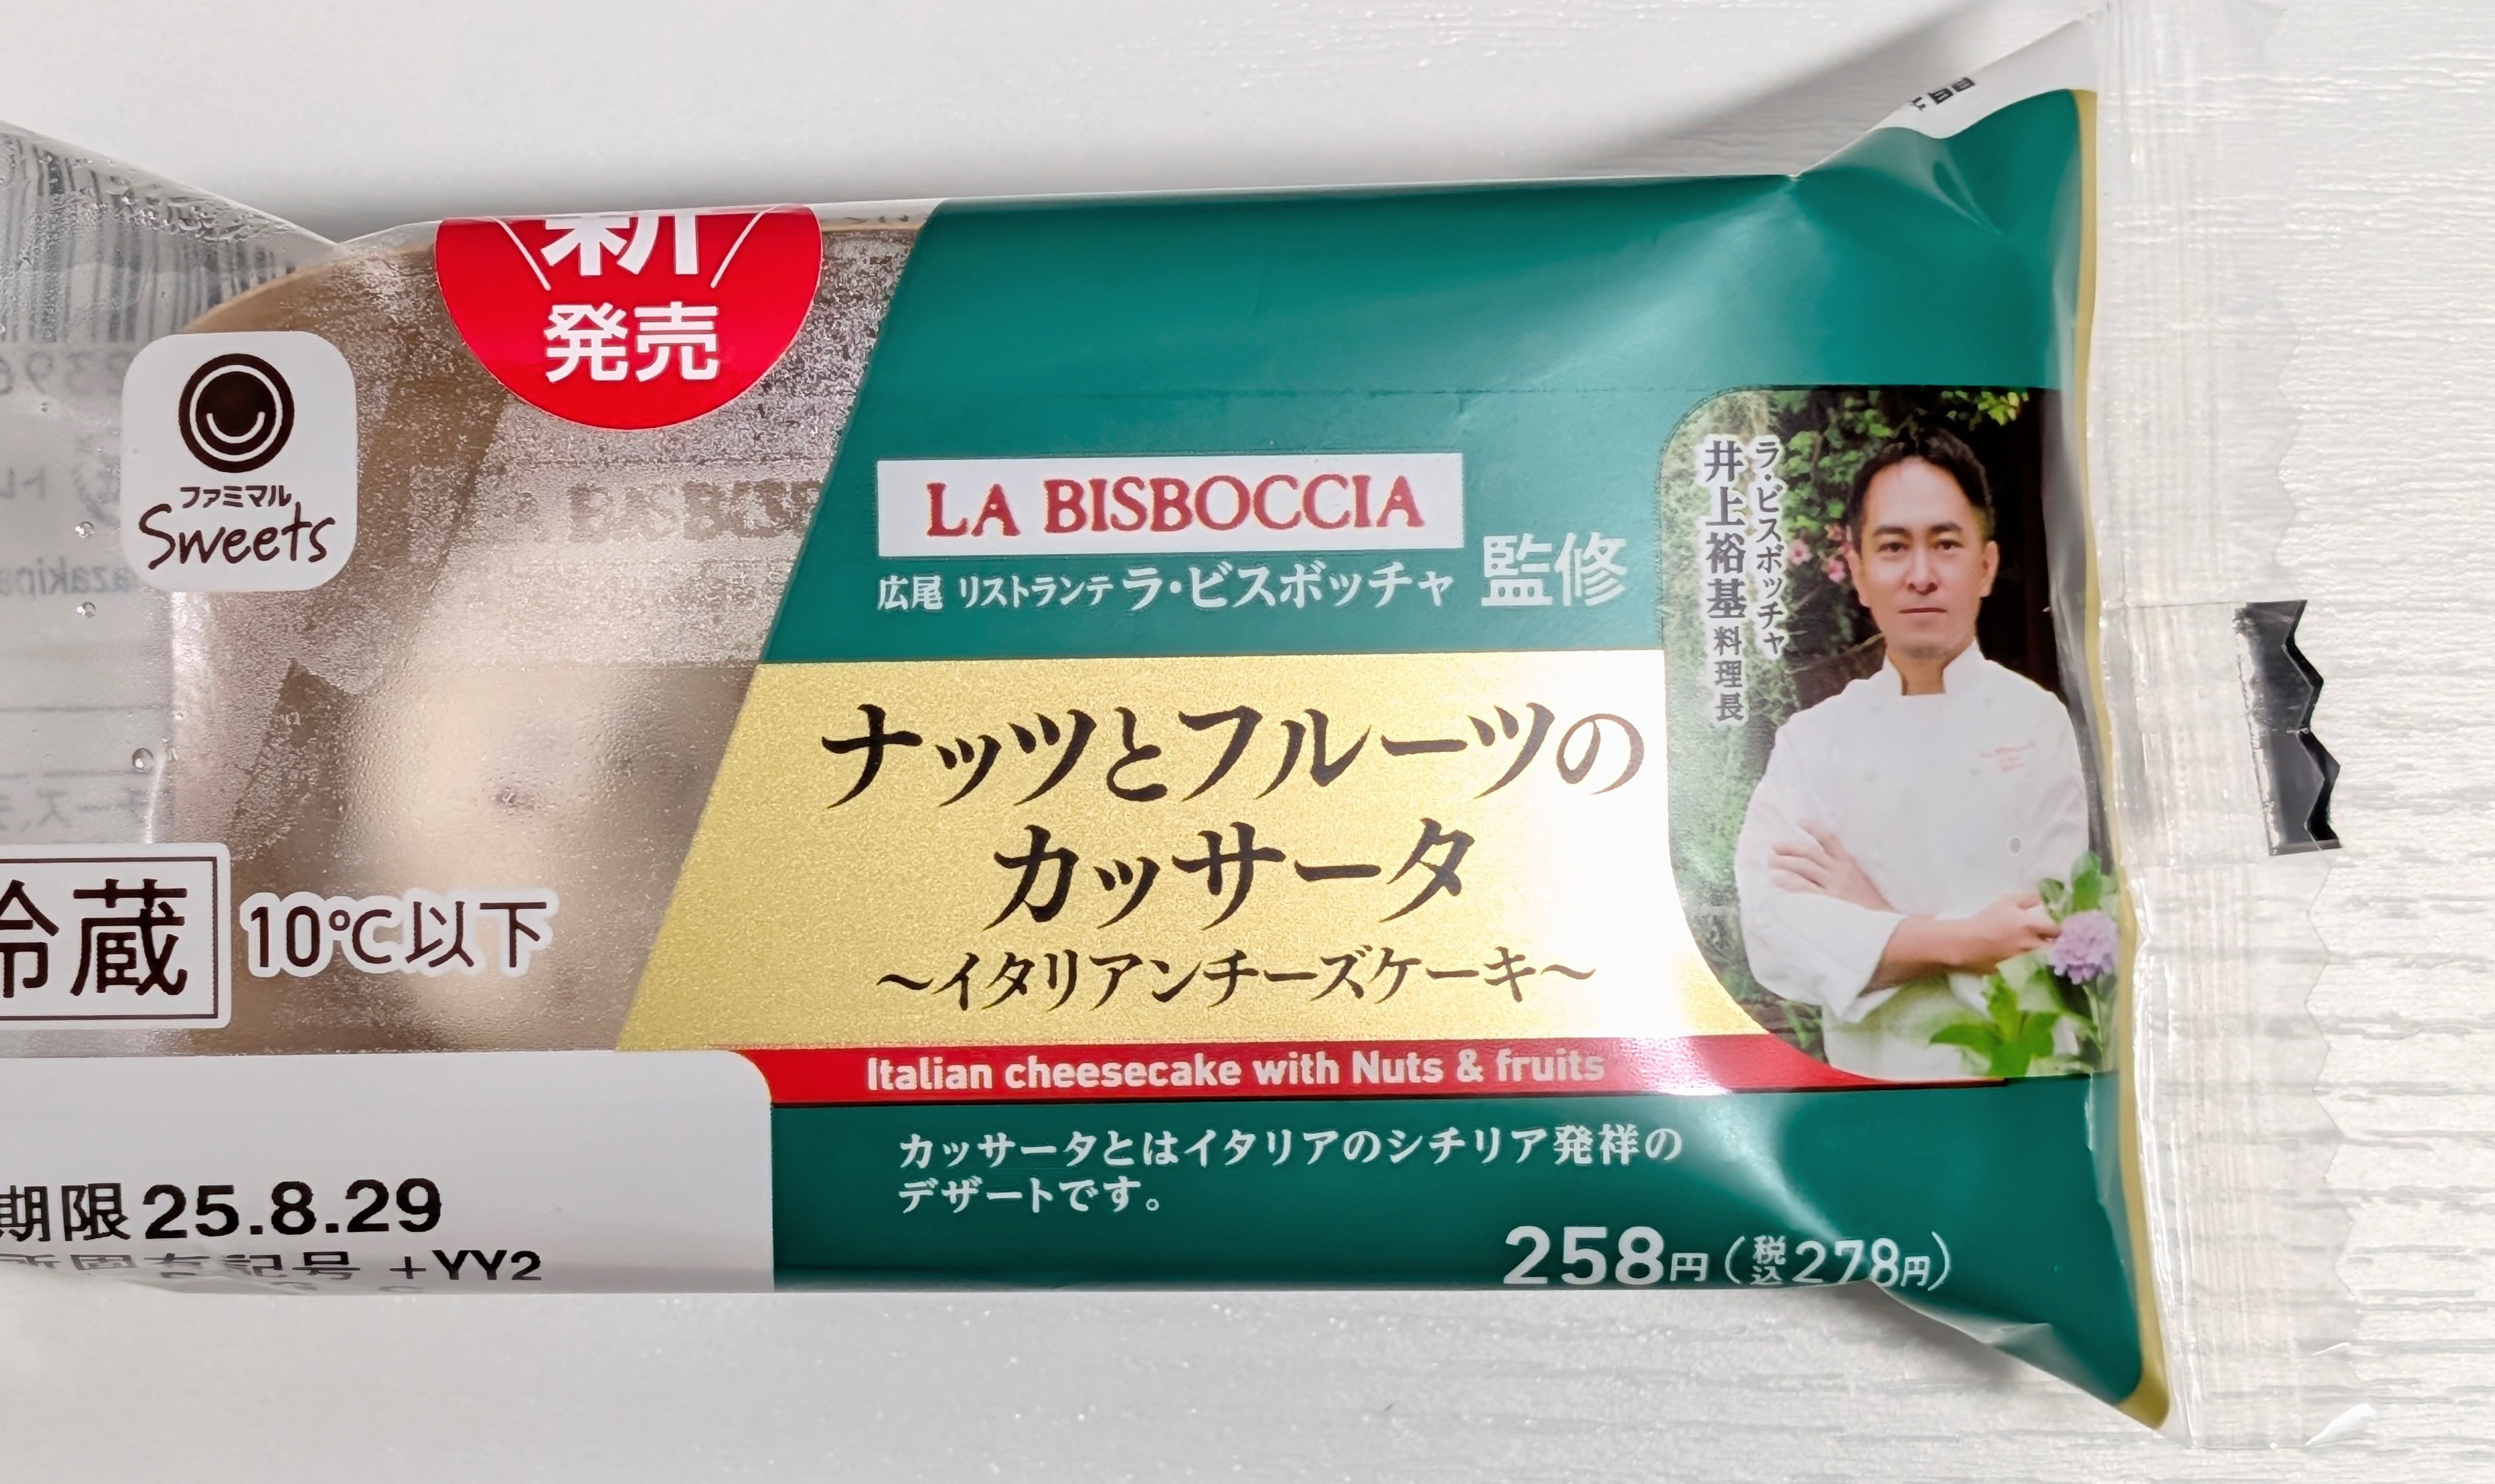 新
発売
ファミマル
Sweets
LA BISBOCCIA
広尾 リストランテ ラ・ビスボッチャ 監修
ラ・ビスボッチャ
井上裕基 料理長
ナッツとフルーツの
カッサータ
～イタリアンチーズケーキ～
Italian cheesecake with Nuts & fruits
冷蔵 10℃以下
カッサータとはイタリアのシチリア発祥の
デザートです。
258円(税込278円)
期限 25.8.29
所固有記号 +YY2